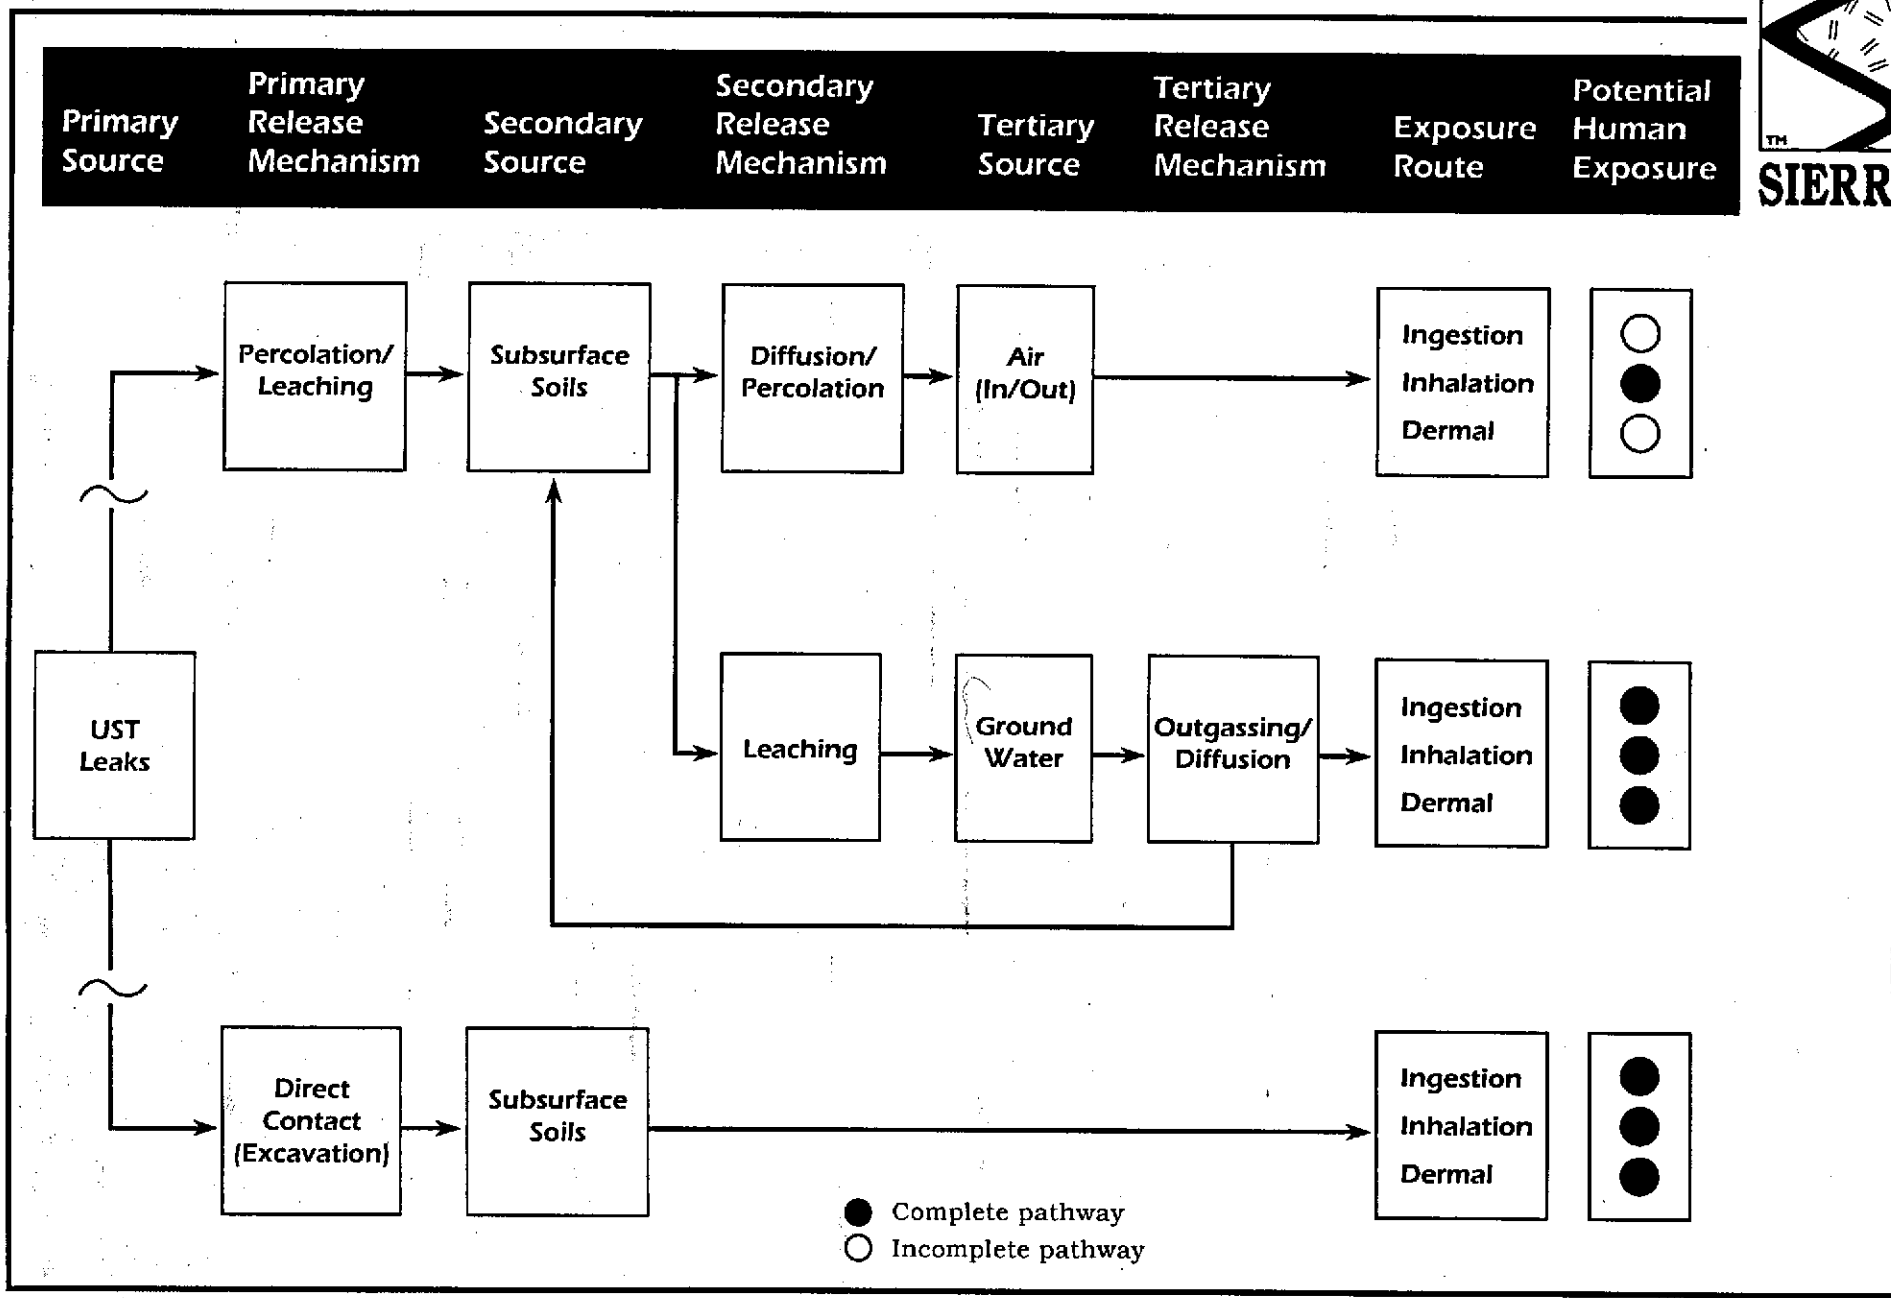 Primary
Source
Primary
Release
Mechanism
Secondary
Source
Secondary
Release
Mechanism
Tertiary
Source
Tertiary
Release
Mechanism
Exposure
Route
Potential
Human
Exposure
TM
SIERR
Percolation/
Leaching
Subsurface
Soils
Diffusion/
Percolation
Air
(In/Out)
Ingestion
Inhalation
Dermal
UST
Leaks
Leaching
Ground
Water
Outgassing/
Diffusion
Ingestion
Inhalation
Dermal
Direct
Contact
(Excavation)
Subsurface
Soils
Ingestion
Inhalation
Dermal
Complete pathway
Incomplete pathway